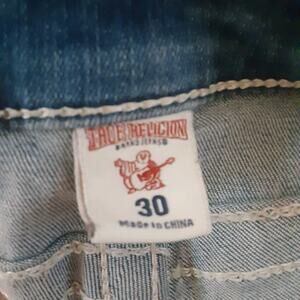 TRUE RELIGION
BRAND JEANS®
30
MADE IN CHINA